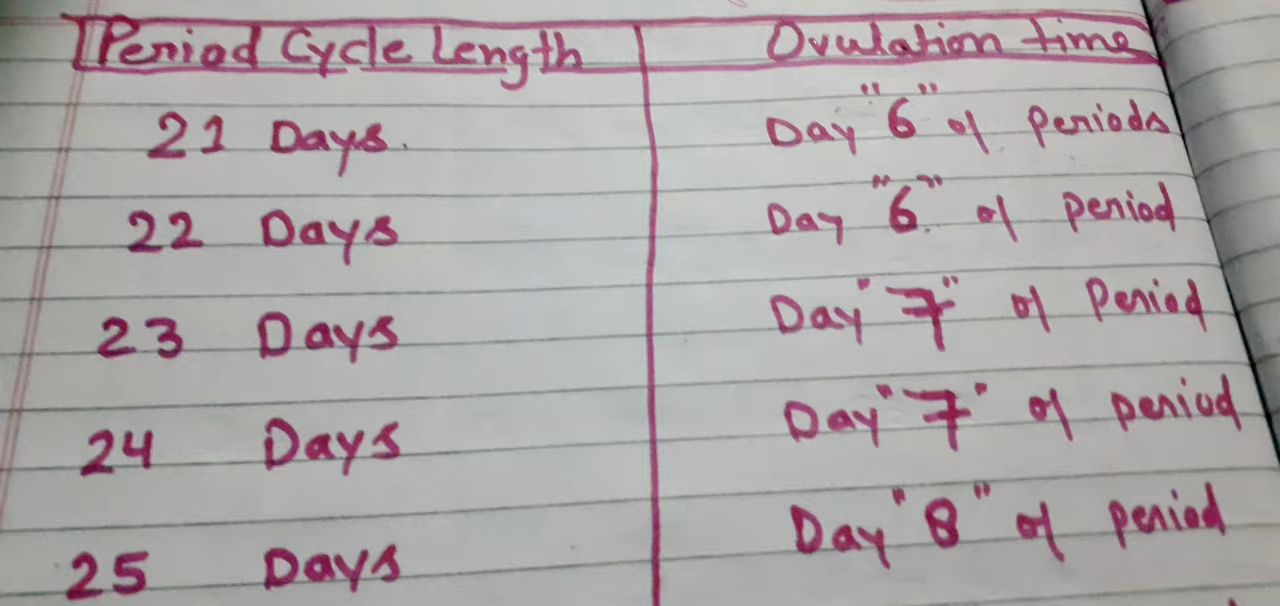 Period Cycle Length Ovulation time
21 Days. Day "6" of periods
22 Days Day "6" of period
23 Days Day "7" of Period
24 Days Day "7" of period
25 Days Day "8" of period